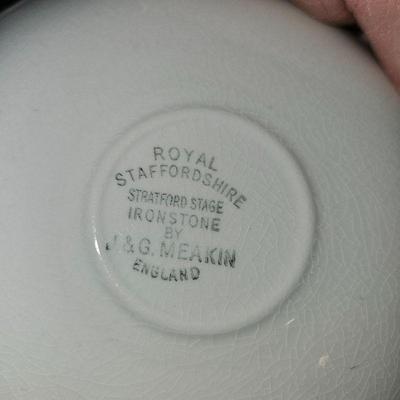 ROYAL
STAFFORDSHIRE
STRATFORD STAGE
IRONSTONE
BY
J.&G. MEAKIN
ENGLAND